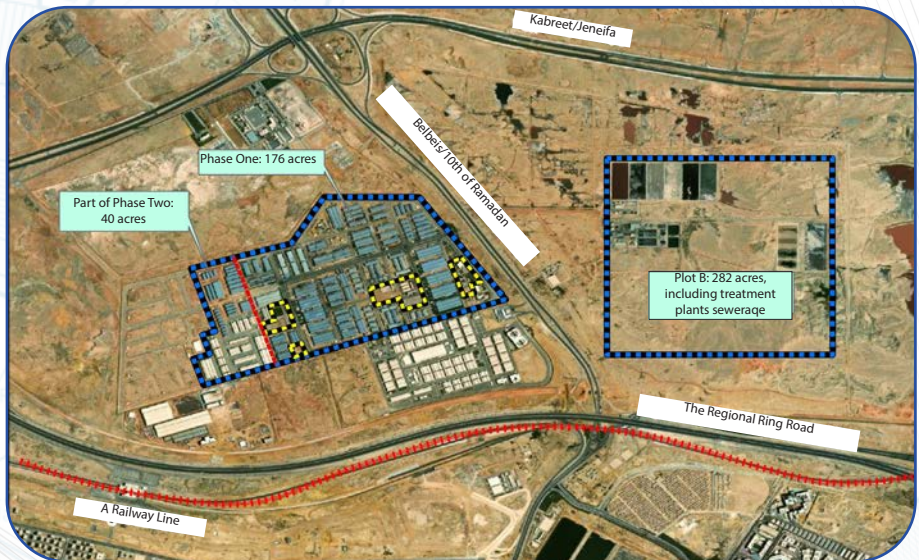 Kabreet/Jeneifa
Belbeis/10th of Ramadan
Phase One: 176 acres
Part of Phase Two:
40 acres
Plot B: 282 acres,
including treatment
plants seweraqe
The Regional Ring Road
A Railway Line